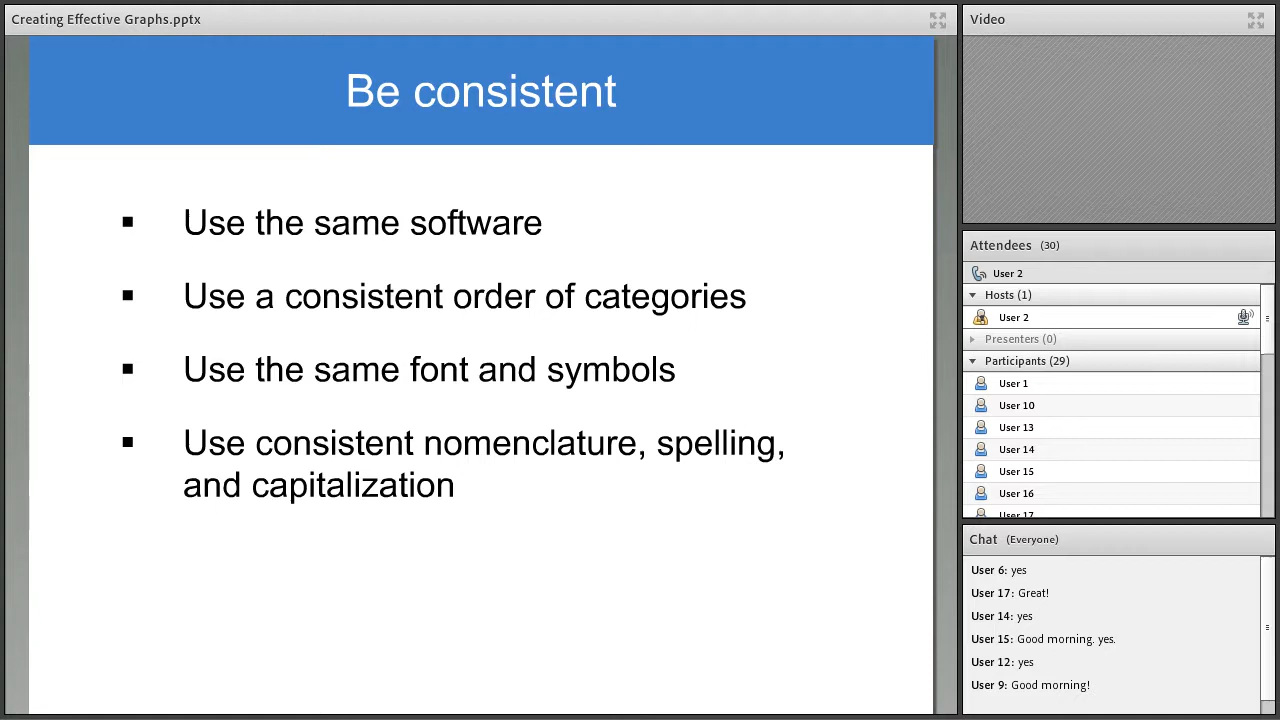 Creating Effective Graphs.pptx
Be consistent
▪ Use the same software
▪ Use a consistent order of categories
▪ Use the same font and symbols
▪ Use consistent nomenclature, spelling,
and capitalization
Video
Attendees (30)
User 2
Hosts (1)
User 2
Presenters (0)
Participants (29)
User 1
User 10
User 13
User 14
User 15
User 16
User 17
Chat (Everyone)
User 6: yes
User 17: Great!
User 14: yes
User 15: Good morning. yes.
User 12: yes
User 9: Good morning!